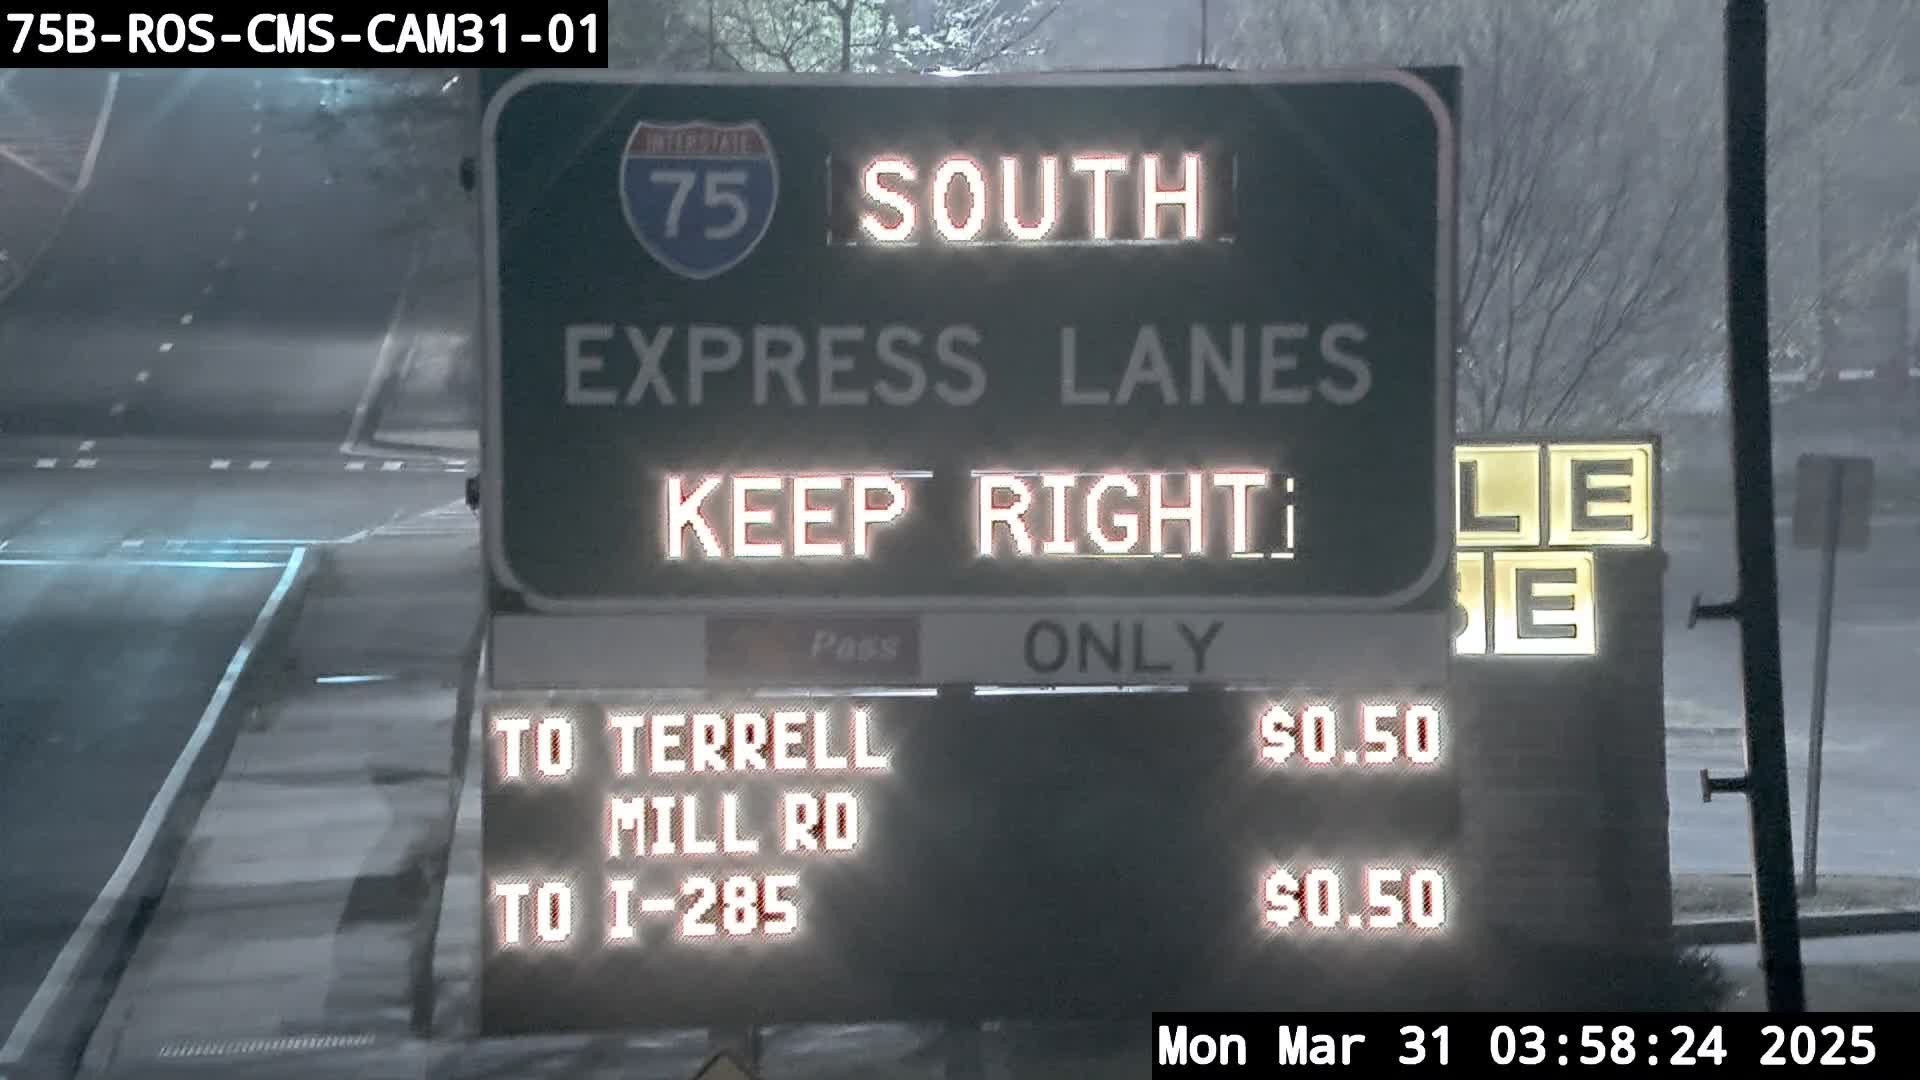 75B-ROS-CMS-CAM31-01
INTERSTATE
75 SOUTH
EXPRESS LANES
KEEP RIGHT
Pass ONLY
TO TERRELL $0.50
MILL RD
TO I-285 $0.50
LE
E
Mon Mar 31 03:58:24 2025